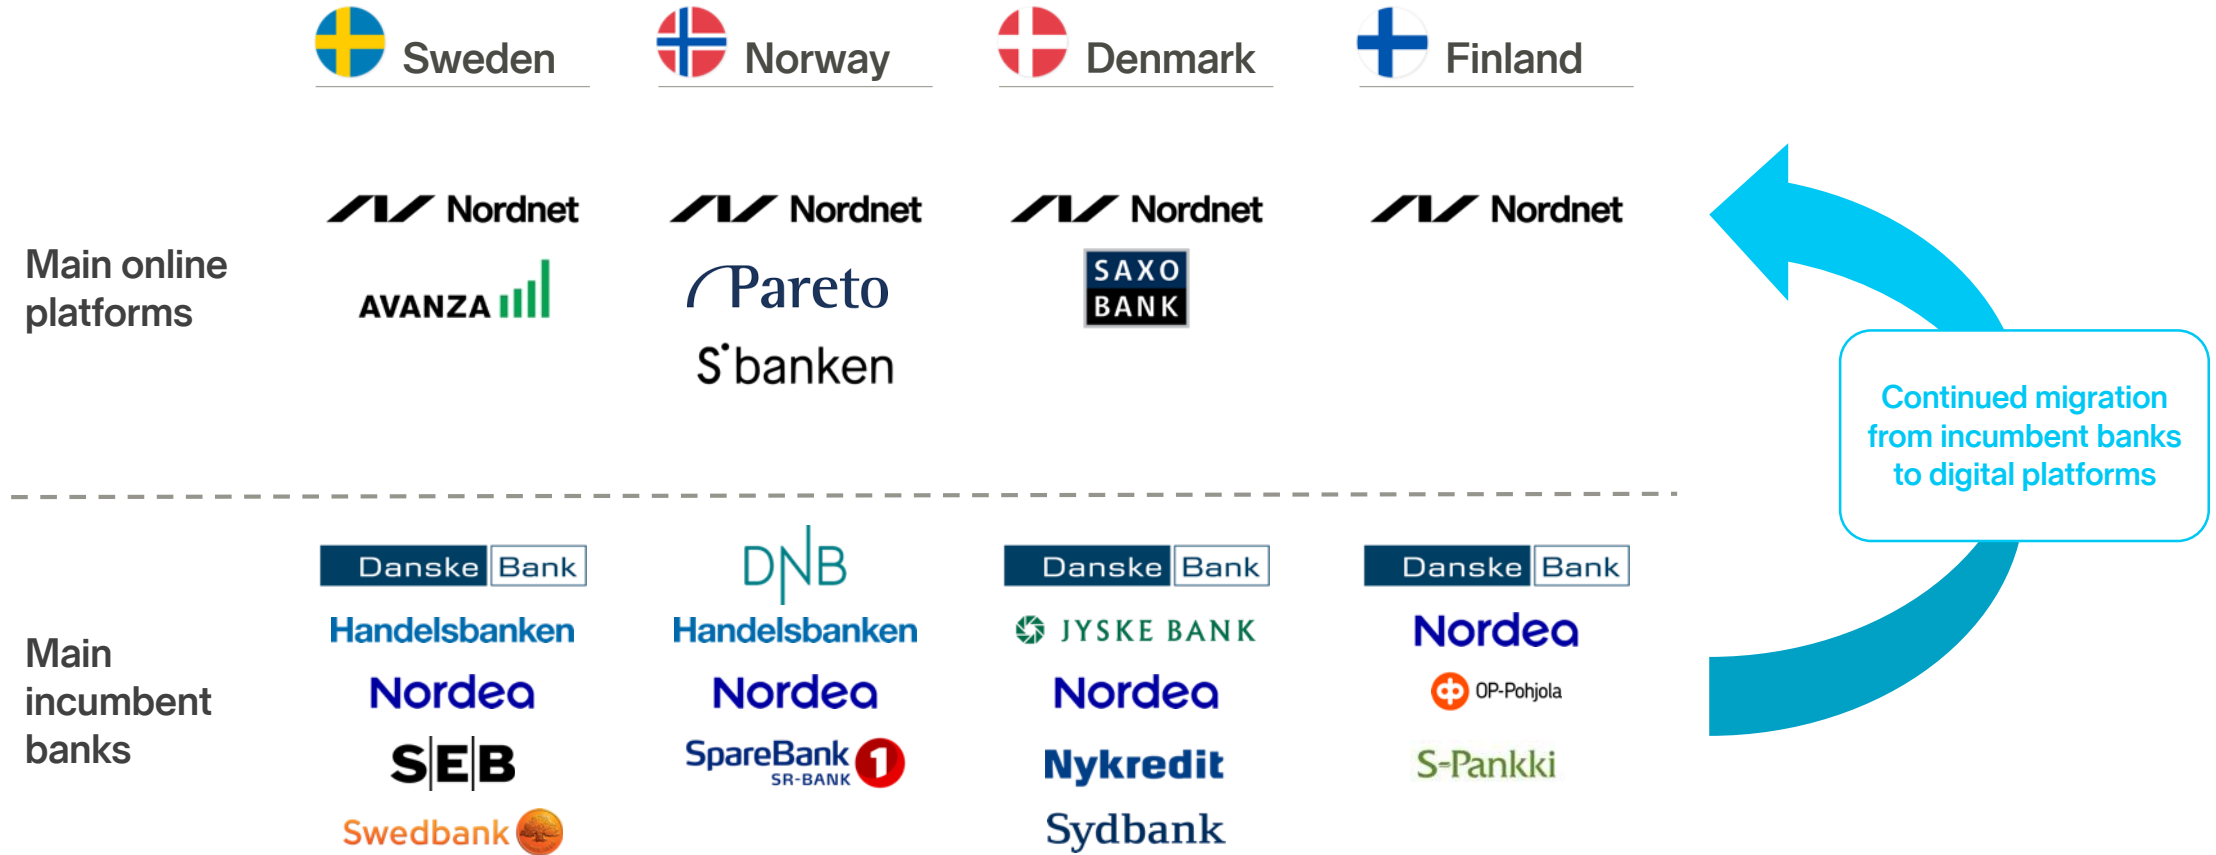 Sweden
Norway
Denmark
Finland
Main online
platforms
Nordnet
Nordnet
Nordnet
Nordnet
AVANZA
Pareto
SAXO
BANK
S'banken
Continued migration
from incumbent banks
to digital platforms
Main
incumbent
banks
Danske Bank
DNB
Danske Bank
Danske Bank
Handelsbanken
Handelsbanken
JYSKE BANK
Nordea
Nordea
Nordea
Nordea
OP-Pohjola
SEB
SpareBank 1
SR-BANK
Nykredit
S-Pankki
Swedbank
Sydbank